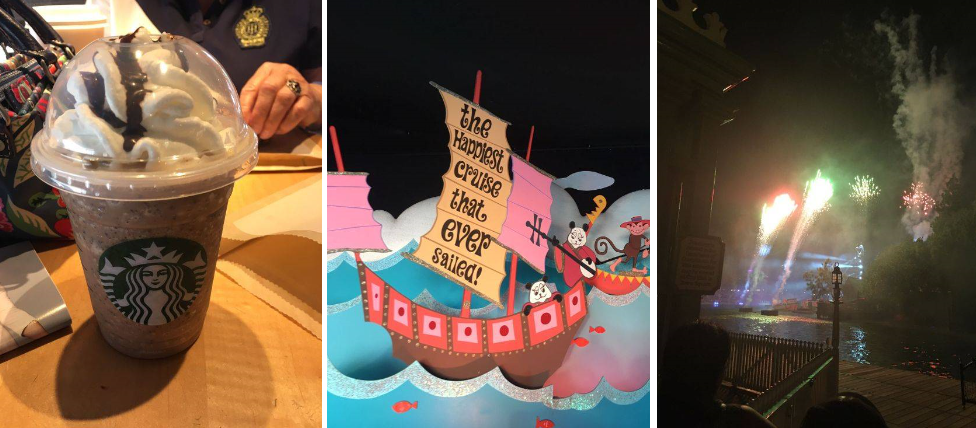 the
Happiest
cruise
that
ever
sailed!